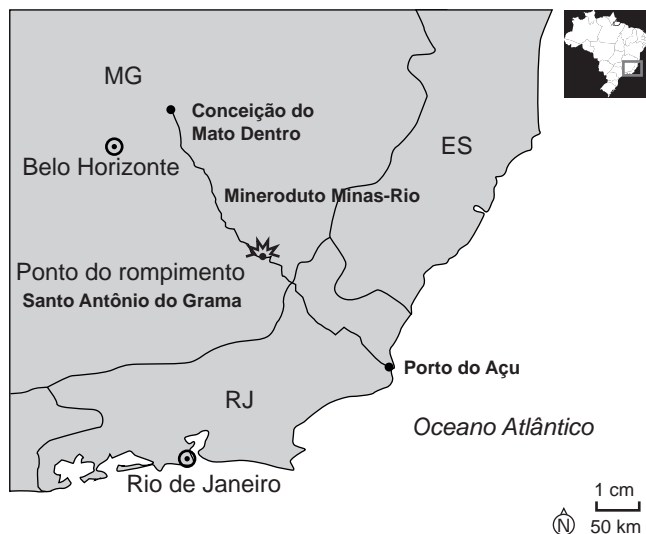 MG
Conceição do
Mato Dentro
ES
Belo Horizonte
Mineroduto Minas-Rio
Ponto do rompimento
Santo Antônio do Grama
Porto do Açu
RJ
Oceano Atlântico
Rio de Janeiro
1 cm
N
50 km